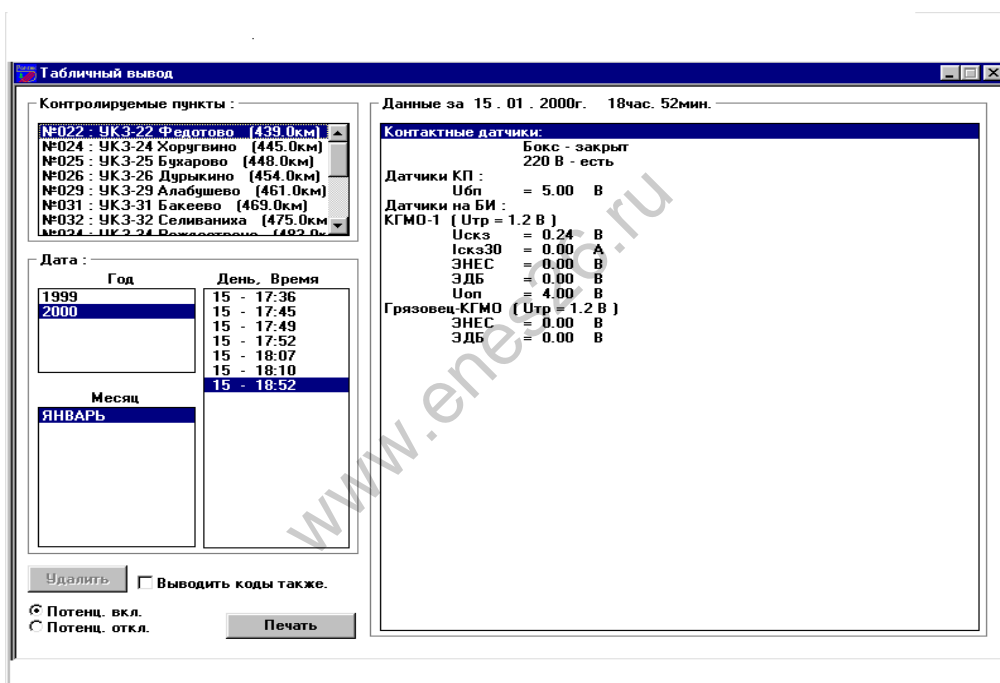 Табличный вывод
Контролируемые пункты :
№022 : УКЗ-22 Федотово (439.0км)
№024 : УКЗ-24 Хоругвино (445.0км)
№025 : УКЗ-25 Бухарово (448.0км)
№026 : УКЗ-26 Дурыкино (454.0км)
№029 : УКЗ-29 Алабушево (461.0км)
№031 : УКЗ-31 Бакеево (469.0км)
№032 : УКЗ-32 Селиваниха (475.0км
Дата :
Год
1999
2000
Месяц
ЯНВАРЬ
День, Время
15 - 17:36
15 - 17:45
15 - 17:49
15 - 17:52
15 - 18:07
15 - 18:10
15 - 18:52
Удалить
Выводить коды также.
Потенц. вкл.
Потенц. откл.
Печать
Данные за 15 . 01 . 2000г. 18час. 52мин.
Контактные датчики:
Бокс - закрыт
220 В - есть
Датчики КП :
Uбп = 5.00 В
Датчики на БИ :
КГМО-1 ( Uтр = 1.2 В )
Uскз = 0.24 В
Iскз30 = 0.00 А
ЭНЕС = 0.00 В
ЭДБ = 0.00 В
Uоп = 4.00 В
Грязовец-КГМО ( Uтр = 1.2 В )
ЭНЕС = 0.00 В
ЭДБ = 0.00 В
www.enes26.ru